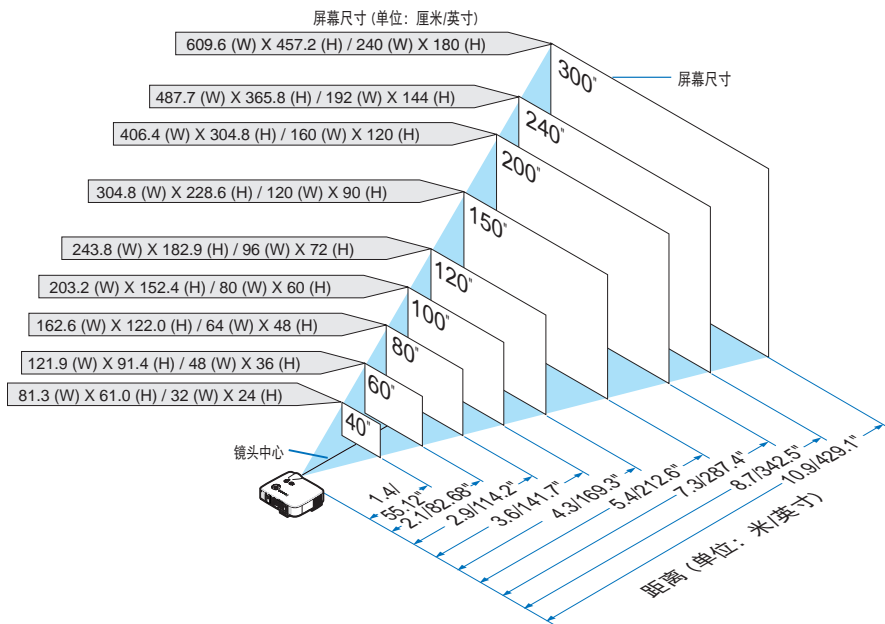 屏幕尺寸 (单位：厘米/英寸)
609.6 (W) X 457.2 (H) / 240 (W) X 180 (H)
300"
屏幕尺寸
487.7 (W) X 365.8 (H) / 192 (W) X 144 (H)
240"
406.4 (W) X 304.8 (H) / 160 (W) X 120 (H)
200"
304.8 (W) X 228.6 (H) / 120 (W) X 90 (H)
150"
243.8 (W) X 182.9 (H) / 96 (W) X 72 (H)
120"
203.2 (W) X 152.4 (H) / 80 (W) X 60 (H)
100"
162.6 (W) X 122.0 (H) / 64 (W) X 48 (H)
80"
121.9 (W) X 91.4 (H) / 48 (W) X 36 (H)
60"
81.3 (W) X 61.0 (H) / 32 (W) X 24 (H)
40"
镜头中心
1.4/
55.12"
2.1/82.68"
2.9/114.2"
3.6/141.7"
4.3/169.3"
5.4/212.6"
7.3/287.4"
8.7/342.5"
10.9/429.1"
距离 (单位：米/英寸)